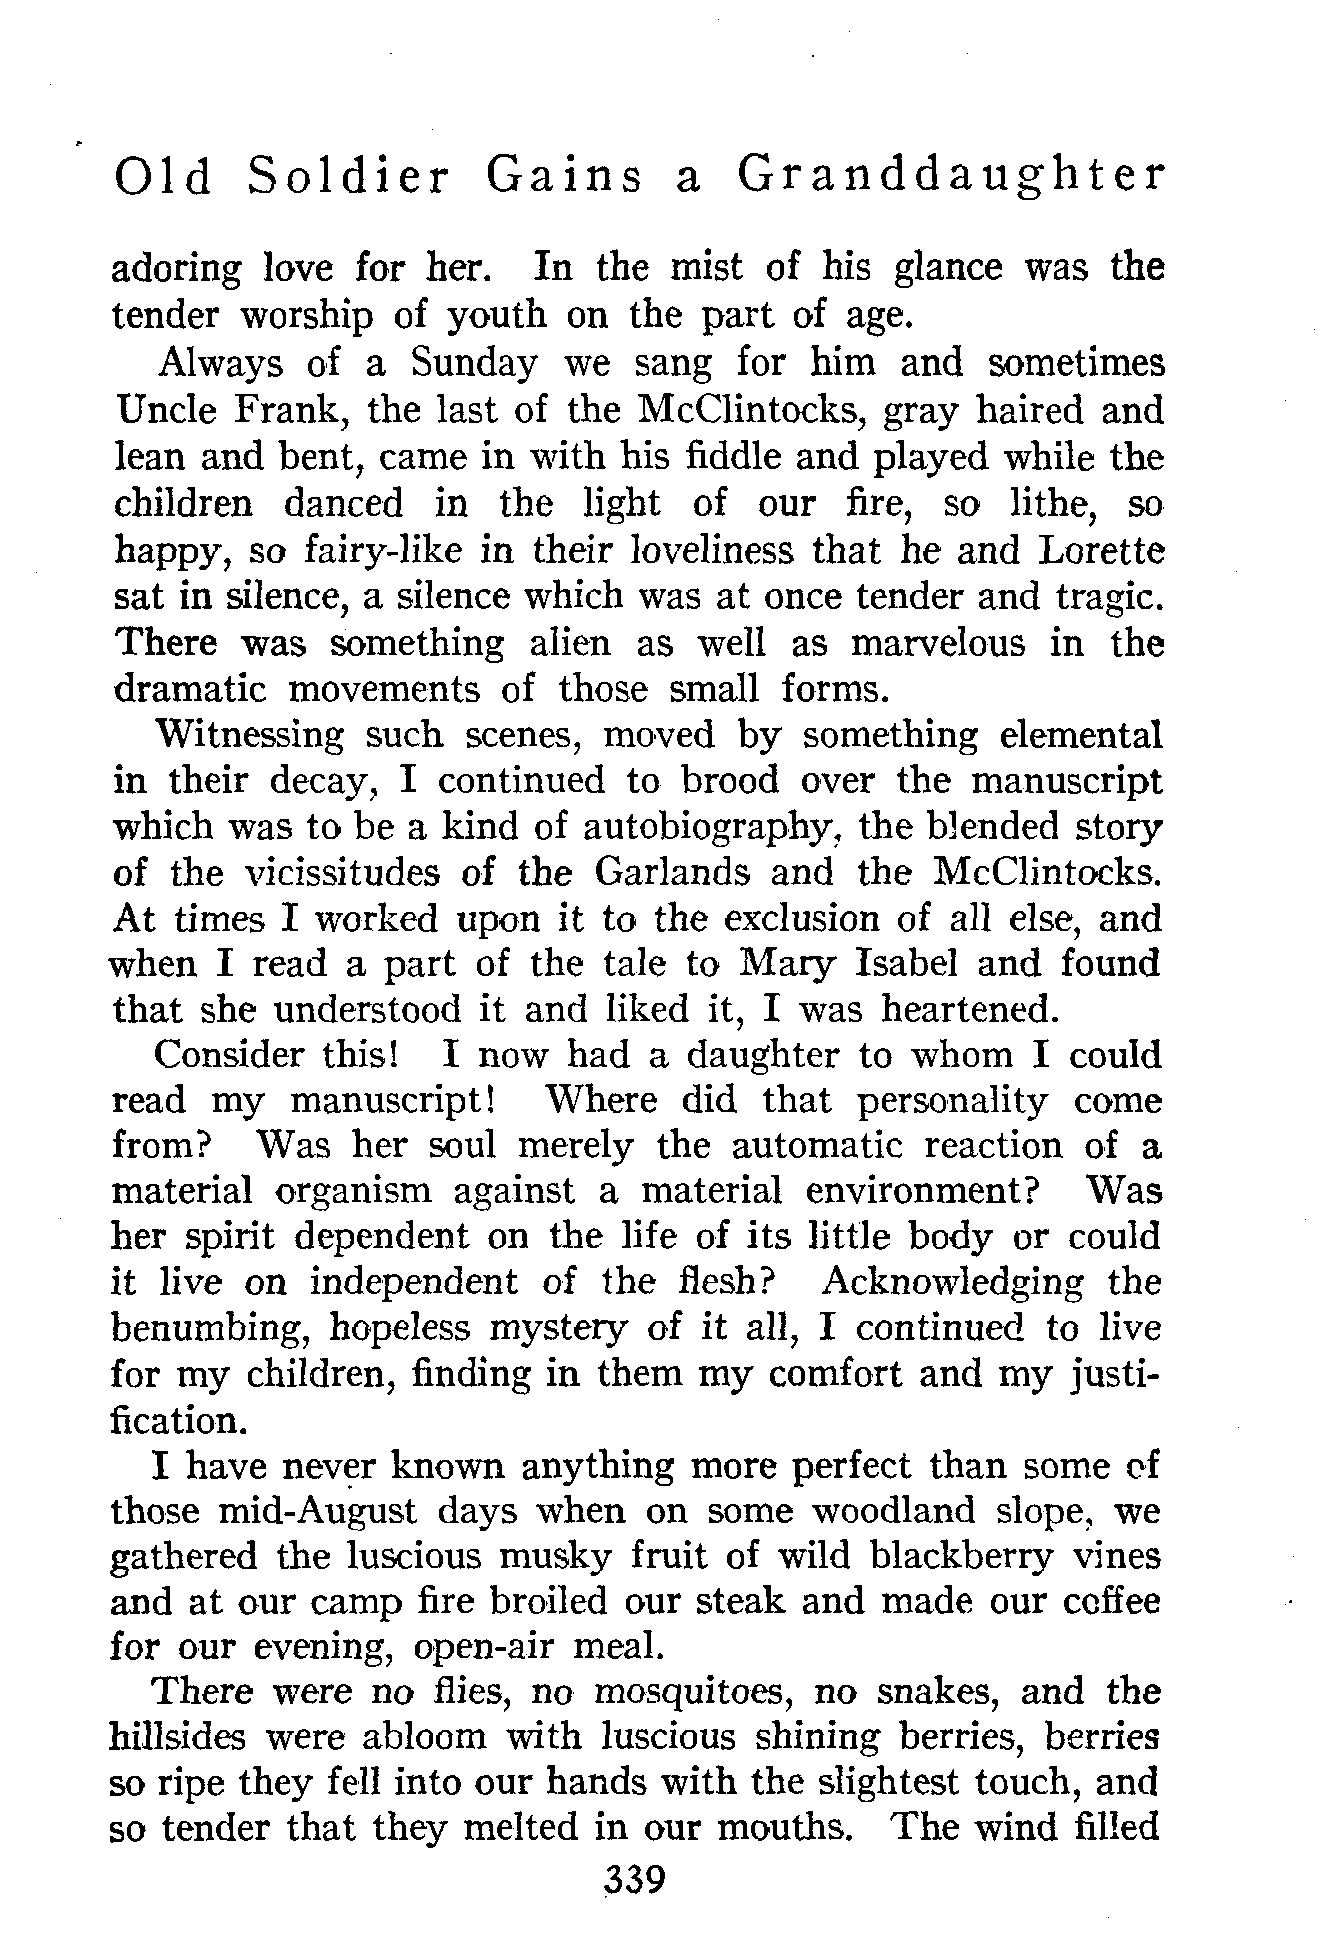 Old Soldier Gains a Granddaughter
adoring love for her. In the mist of his glance was the
tender worship of youth on the part of age.
Always of a Sunday we sang for him and sometimes
Uncle Frank, the last of the McClintocks, gray haired and
lean and bent, came in with his fiddle and played while the
children danced in the light of our fire, so lithe, so
happy, so fairy-like in their loveliness that he and Lorette
sat in silence, a silence which was at once tender and tragic.
There was something alien as well as marvelous in the
dramatic movements of those small forms.
Witnessing such scenes, moved by something elemental
in their decay, I continued to brood over the manuscript
which was to be a kind of autobiography, the blended story
of the vicissitudes of the Garlands and the McClintocks.
At times I worked upon it to the exclusion of all else, and
when I read a part of the tale to Mary Isabel and found
that she understood it and liked it, I was heartened.
Consider this! I now had a daughter to whom I could
read my manuscript! Where did that personality come
from? Was her soul merely the automatic reaction of a
material organism against a material environment? Was
her spirit dependent on the life of its little body or could
it live on independent of the flesh? Acknowledging the
benumbing, hopeless mystery of it all, I continued to live
for my children, finding in them my comfort and my justi-
fication.
I have never known anything more perfect than some of
those mid-August days when on some woodland slope, we
gathered the luscious musky fruit of wild blackberry vines
and at our camp fire broiled our steak and made our coffee
for our evening, open-air meal.
There were no flies, no mosquitoes, no snakes, and the
hillsides were abloom with luscious shining berries, berries
so ripe they fell into our hands with the slightest touch, and
so tender that they melted in our mouths. The wind filled
339